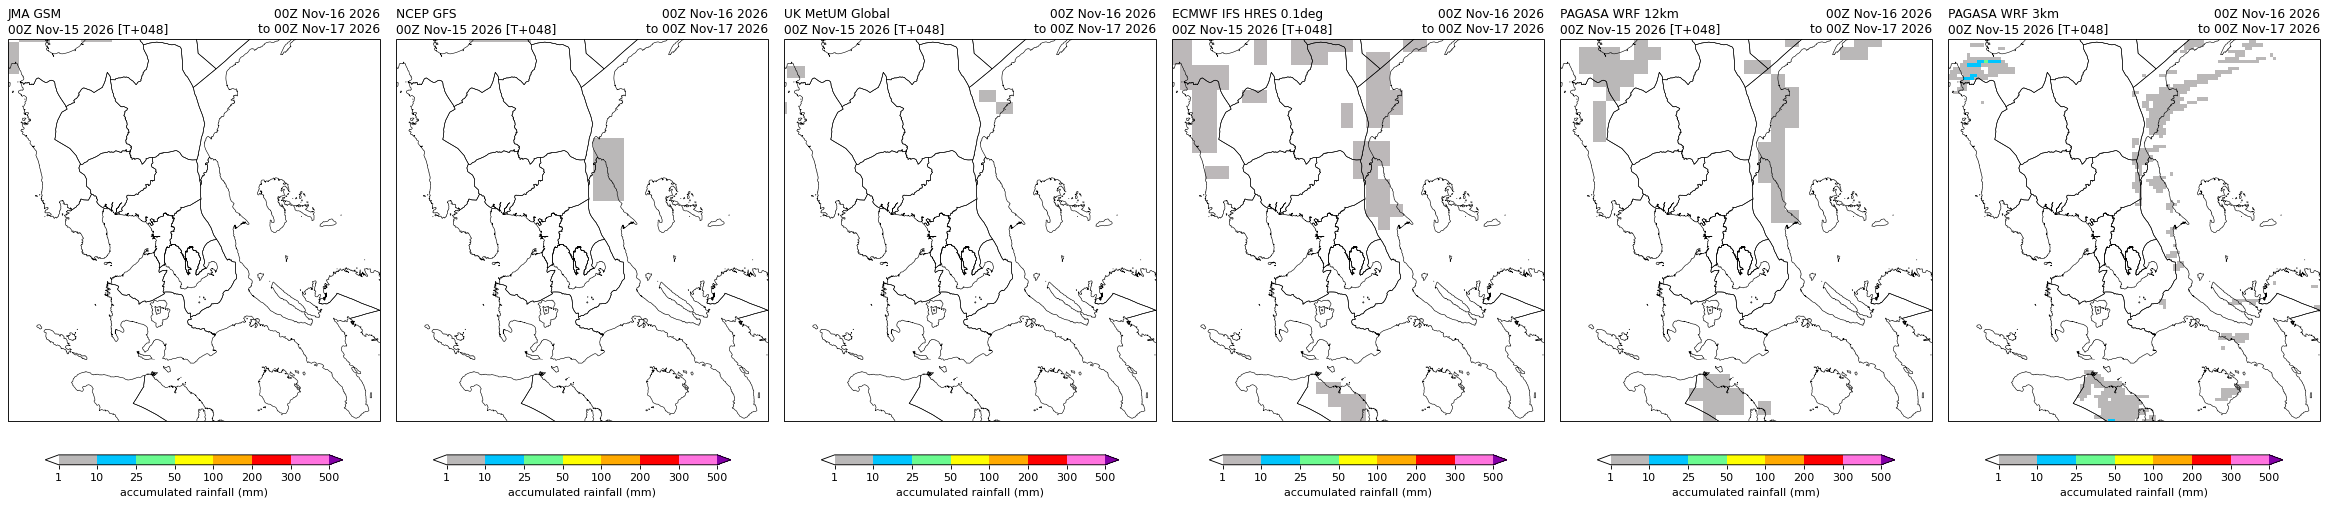 JMA GSM 00Z Nov-16 2026
00Z Nov-15 2026 [T+048] to 00Z Nov-17 2026
NCEP GFS 00Z Nov-16 2026
00Z Nov-15 2026 [T+048] to 00Z Nov-17 2026
UK MetUM Global 00Z Nov-16 2026
00Z Nov-15 2026 [T+048] to 00Z Nov-17 2026
ECMWF IFS HRES 0.1deg 00Z Nov-16 2026
00Z Nov-15 2026 [T+048] to 00Z Nov-17 2026
PAGASA WRF 12km 00Z Nov-16 2026
00Z Nov-15 2026 [T+048] to 00Z Nov-17 2026
PAGASA WRF 3km 00Z Nov-16 2026
00Z Nov-15 2026 [T+048] to 00Z Nov-17 2026
1 10 25 50 100 200 300 500
accumulated rainfall (mm)
1 10 25 50 100 200 300 500
accumulated rainfall (mm)
1 10 25 50 100 200 300 500
accumulated rainfall (mm)
1 10 25 50 100 200 300 500
accumulated rainfall (mm)
1 10 25 50 100 200 300 500
accumulated rainfall (mm)
1 10 25 50 100 200 300 500
accumulated rainfall (mm)